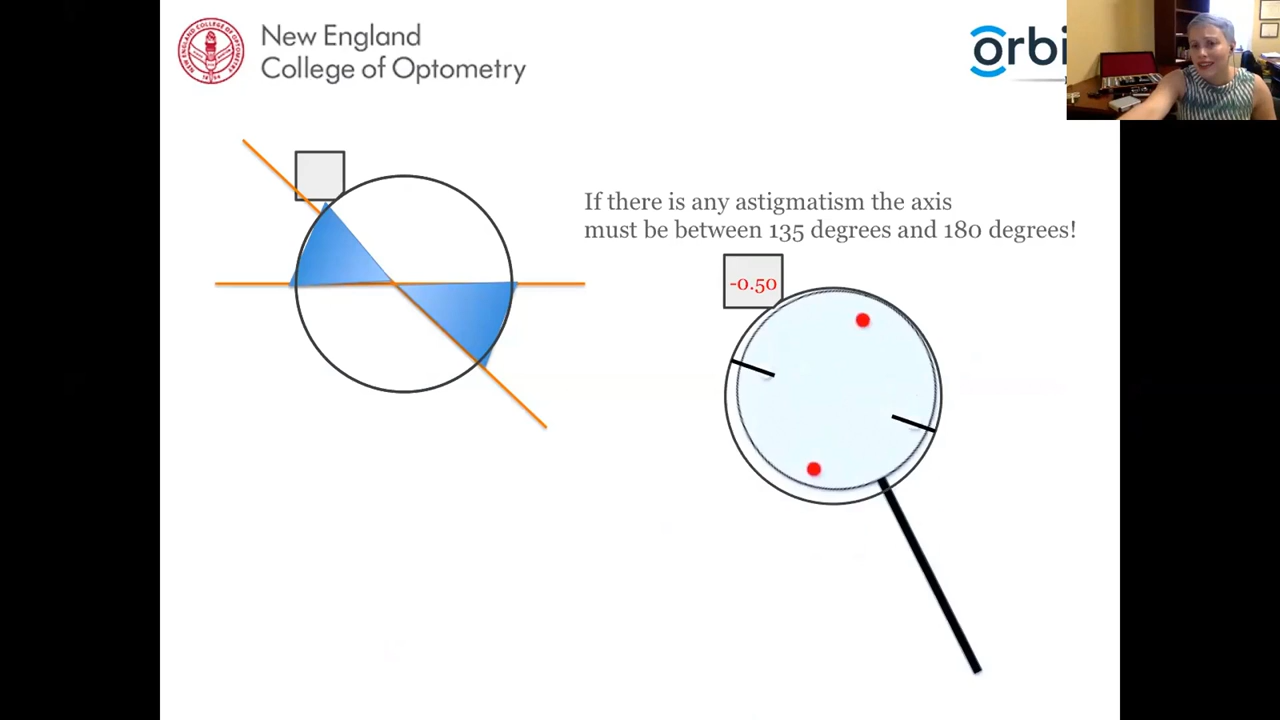 New England
College of Optometry
orbi
If there is any astigmatism the axis
must be between 135 degrees and 180 degrees!
-0.50